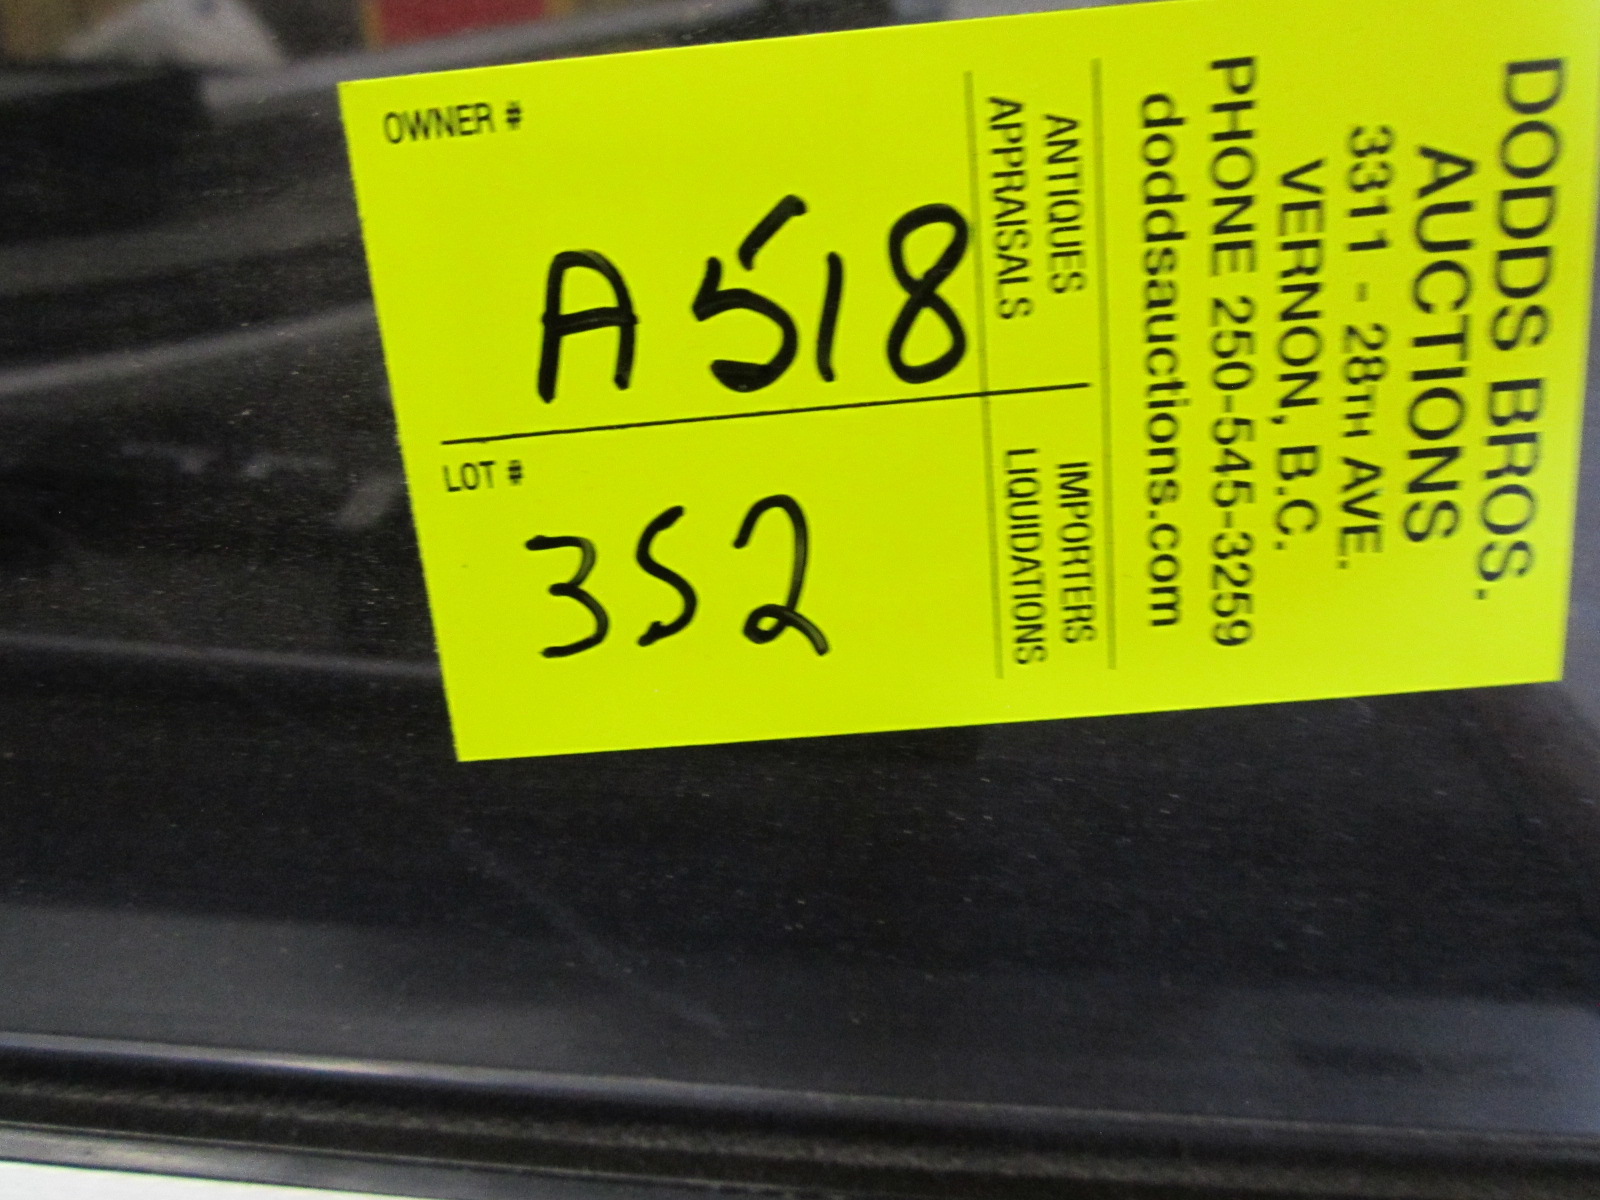 DODDS BROS.
AUCTIONS
3311 - 28TH AVE.
VERNON, B.C.
PHONE 250-545-3259
doddsauctions.com
ANTIQUES
APPRAISALS
IMPORTERS
LIQUIDATIONS
OWNER #
A518
LOT #
352